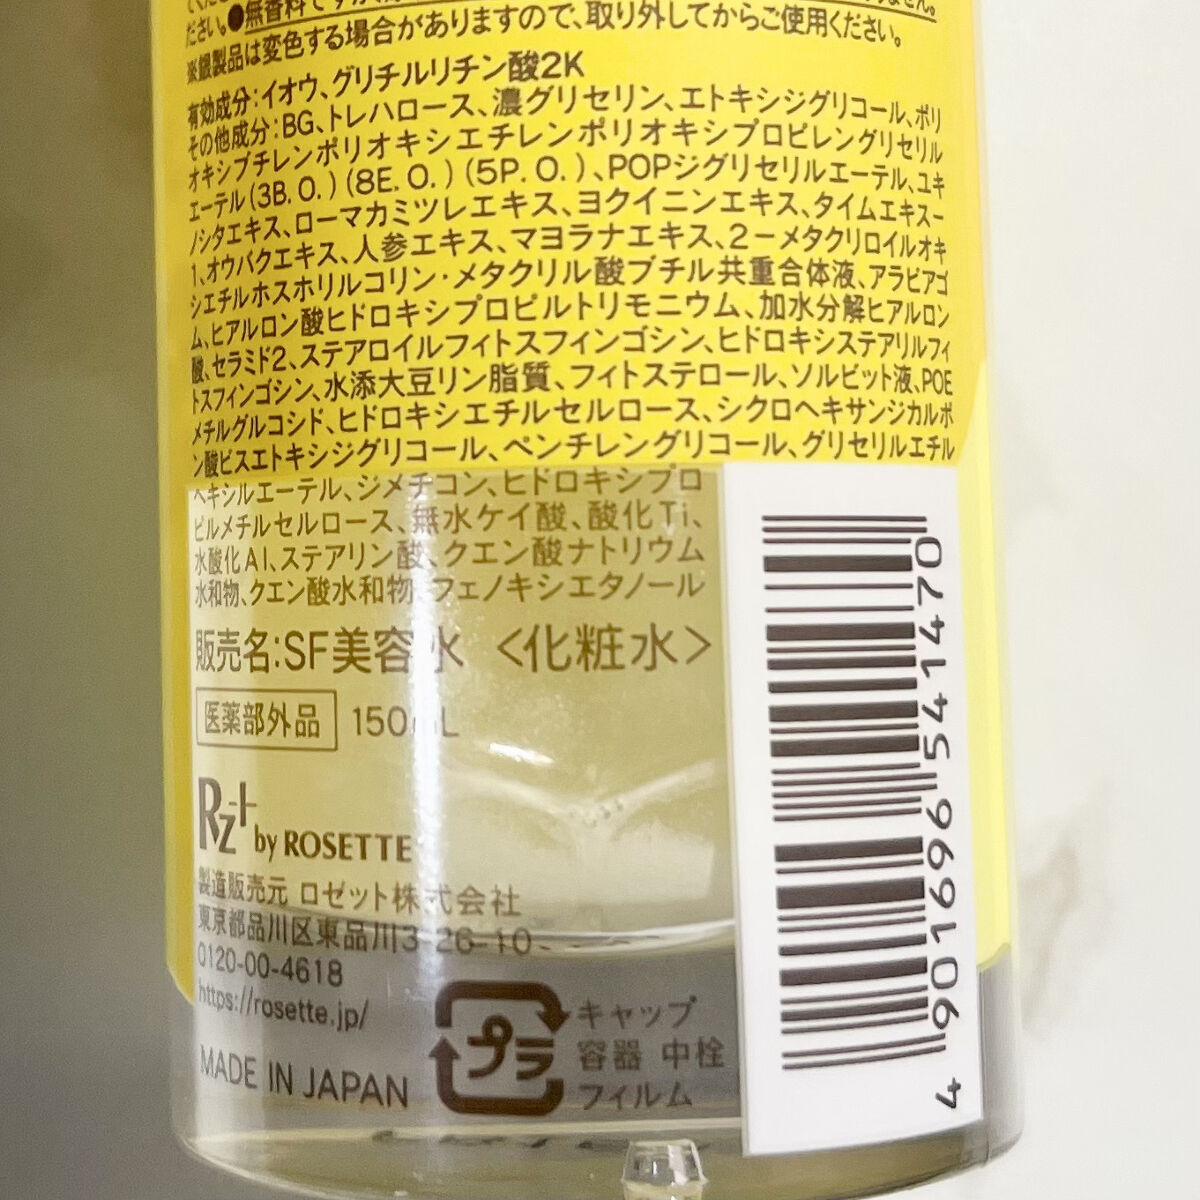 ださい。●無香料ですが、
※銀製品は変色する場合がありますので、取り外してからご使用ください。
有効成分:イオウ、グリチルリチン酸2K
その他成分:BG、トレハロース、濃グリセリン、エトキシジグリコール、ポリ
オキシブチレンポリオキシエチレンポリオキシプロピレングリセリル
エーテル(3B.O.)(8E.O.)(5P.O.)、POPジグリセリルエーテル、ユキ
ノシタエキス、ローマカミツレエキス、ヨクイニンエキス、タイムエキス-
1、オウバクエキス、人参エキス、マヨラナエキス、2-メタクリロイルオキ
シエチルホスホリルコリン・メタクリル酸ブチル共重合体液、アラビアゴ
ム、ヒアルロン酸ヒドロキシプロピルトリモニウム、加水分解ヒアルロン
酸、セラミド2、ステアロイルフィトスフィンゴシン、ヒドロキシステアリルフィ
トスフィンゴシン、水添大豆リン脂質、フィトステロール、ソルビット液、POE
メチルグルコシド、ヒドロキシエチルセルロース、シクロヘキサンジカルボ
ン酸ビスエトキシジグリコール、ペンチレングリコール、グリセリルエチル
ヘキシルエーテル、ジメチコン、ヒドロキシプロ
ピルメチルセルロース、無水ケイ酸、酸化Ti、
水酸化Al、ステアリン酸、クエン酸ナトリウム
水和物、クエン酸水和物、フェノキシエタノール
販売名:SF美容水 <化粧水>
医薬部外品 150mL
Rz+ by ROSETTE
製造販売元 ロゼット株式会社
東京都品川区東品川3-26-10
0120-00-4618
https://rosette.jp/
MADE IN JAPAN
プラ
キャップ
容器 中栓
フィルム
4 901696 544740